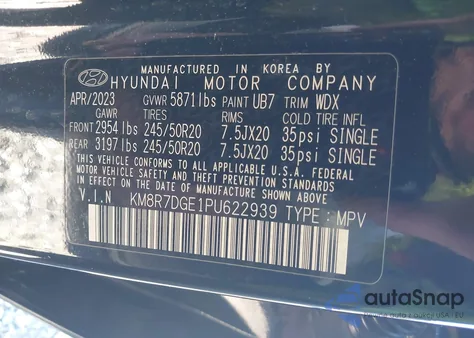 MANUFACTURED IN KOREA BY
HYUNDAI MOTOR COMPANY
APR/2023 GVWR 5871lbs PAINT UB7 TRIM WDX
GAWR TIRES RIMS COLD TIRE INFL
FRONT 2954 lbs 245/50R20 7.5JX20 35psi SINGLE
REAR 3197 lbs 245/50R20 7.5JX20 35psi SINGLE
THIS VEHICLE CONFORMS TO ALL APPLICABLE U.S.A. FEDERAL
MOTOR VEHICLE SAFETY STANDARDS IN EFFECT ON
THE DATE OF MANUFACTURE SHOWN ABOVE.
V.I.N KM8R7DGE1PU622939 TYPE : MPV
autoSnap